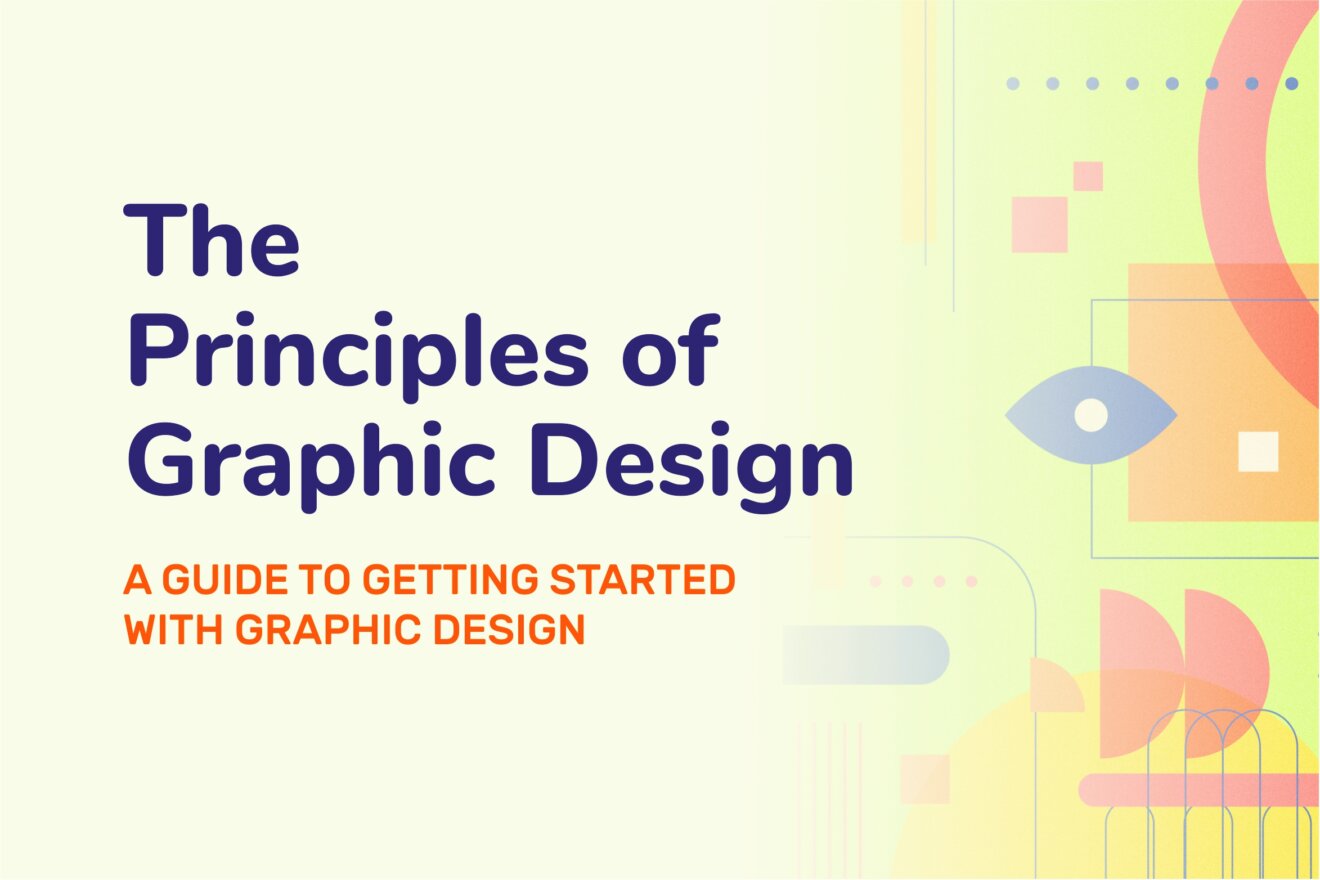 The
Principles of
Graphic Design
A GUIDE TO GETTING STARTED
WITH GRAPHIC DESIGN